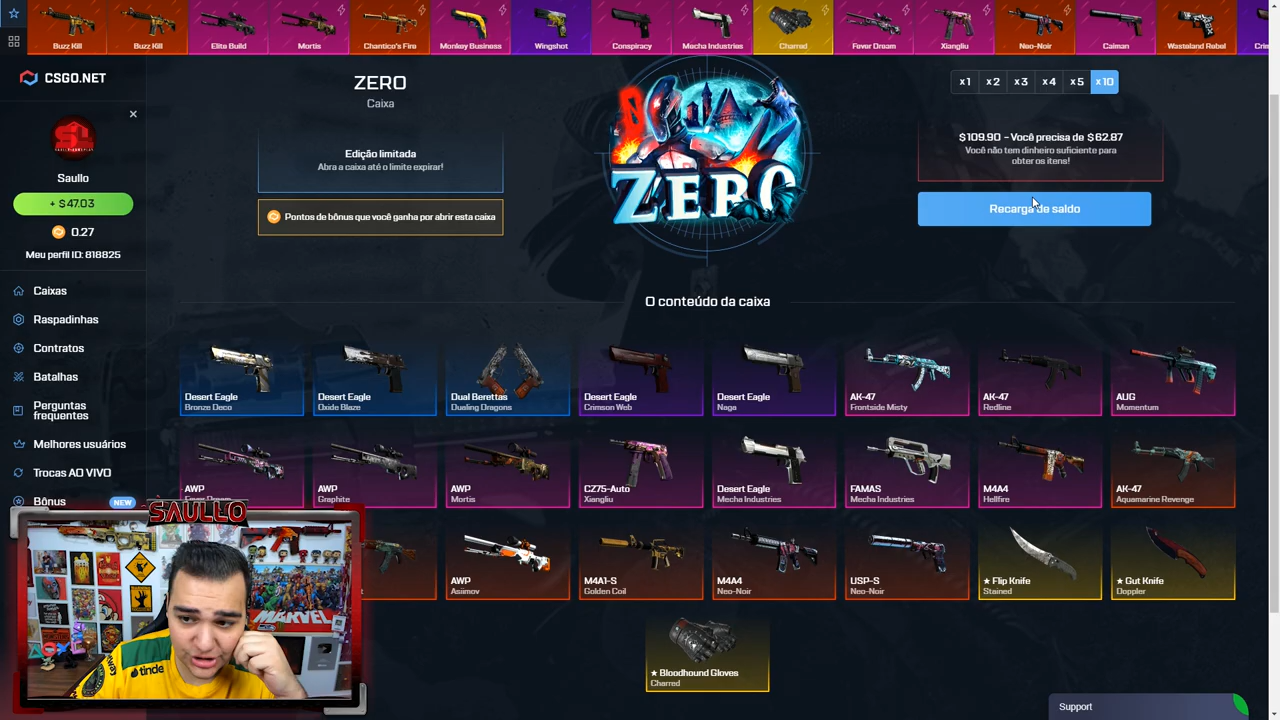 Buzz Kill
Buzz Kill
Elite Build
Mortis
Chantico's Fire
Monkey Business
Wingshot
Conspiracy
Mecha Industries
Charred
Fever Dream
Xiangliu
Neo-Noir
Caiman
Wasteland Rebel
CSGO.NET
Saullo
+ $47.03
0.27
Meu perfil ID: 818825
Caixas
Raspadinhas
Contratos
Batalhas
Perguntas
frequentes
Melhores usuários
Trocas AO VIVO
Bônus
NEW
ZERO
Caixa
Edição limitada
Abra a caixa até o limite expirar!
Pontos de bônus que você ganha por abrir esta caixa
ZERO
x1 x2 x3 x4 x5 x10
$109.90 - Você precisa de $62.87
Você não tem dinheiro suficiente para
obter os itens!
Recarga de saldo
O conteúdo da caixa
Desert Eagle
Bronze Deco
Desert Eagle
Oxide Blaze
Dual Berettas
Dualing Dragons
Desert Eagle
Crimson Web
Desert Eagle
Naga
AK-47
Frontside Misty
AK-47
Redline
AUG
Momentum
AWP
Fever Dream
AWP
Graphite
AWP
Mortis
CZ75-Auto
Xiangliu
Desert Eagle
Mecha Industries
FAMAS
Mecha Industries
M4A4
Hellfire
AK-47
Aquamarine Revenge
AWP
Asiimov
M4A1-S
Golden Coil
M4A4
Neo-Noir
USP-S
Neo-Noir
★ Flip Knife
Stained
★ Gut Knife
Doppler
★ Bloodhound Gloves
Charred
SAULLO
MARVEL
tinder
Support